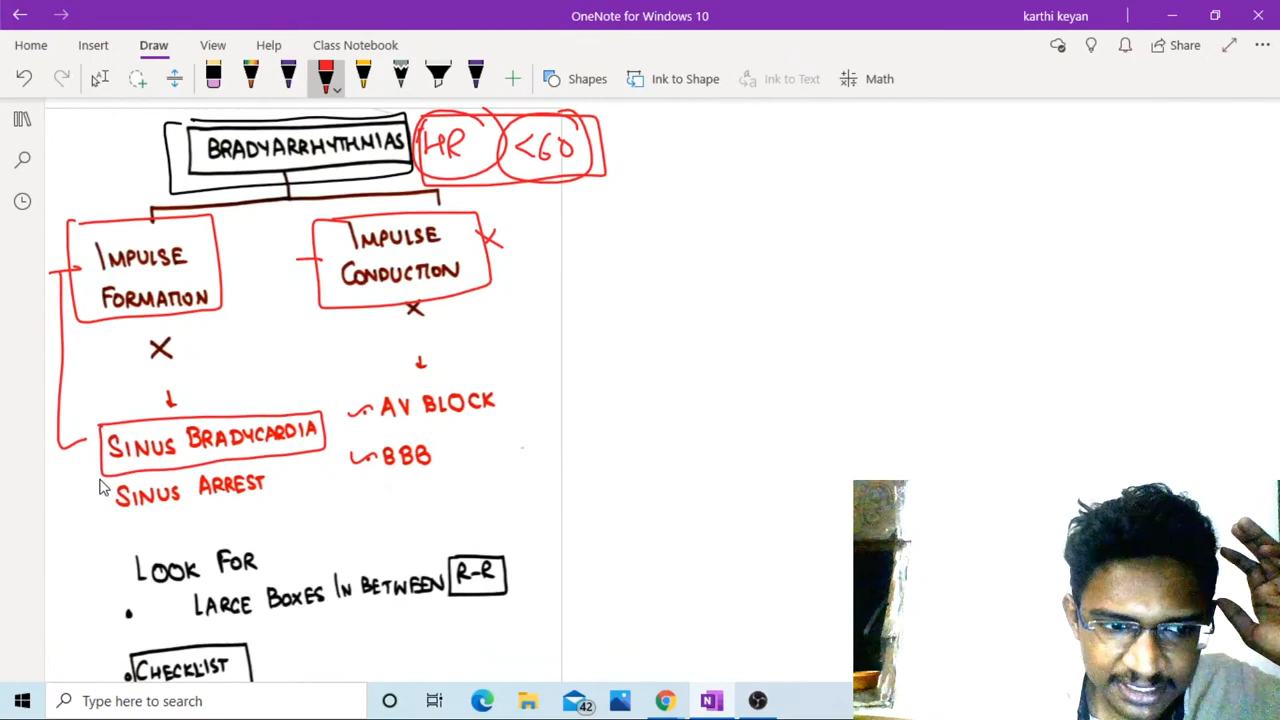 OneNote for Windows 10
karthi keyan
Home Insert Draw View Help Class Notebook
Share
Shapes Ink to Shape Ink to Text Math
BRADYARRHYTHMIAS HR <60
IMPULSE FORMATION
IMPULSE CONDUCTION
X
X
X
SINUS BRADYCARDIA
SINUS ARREST
AV BLOCK
BBB
LOOK FOR
• LARGE BOXES IN BETWEEN R-R
• CHECKLIST
Type here to search
42